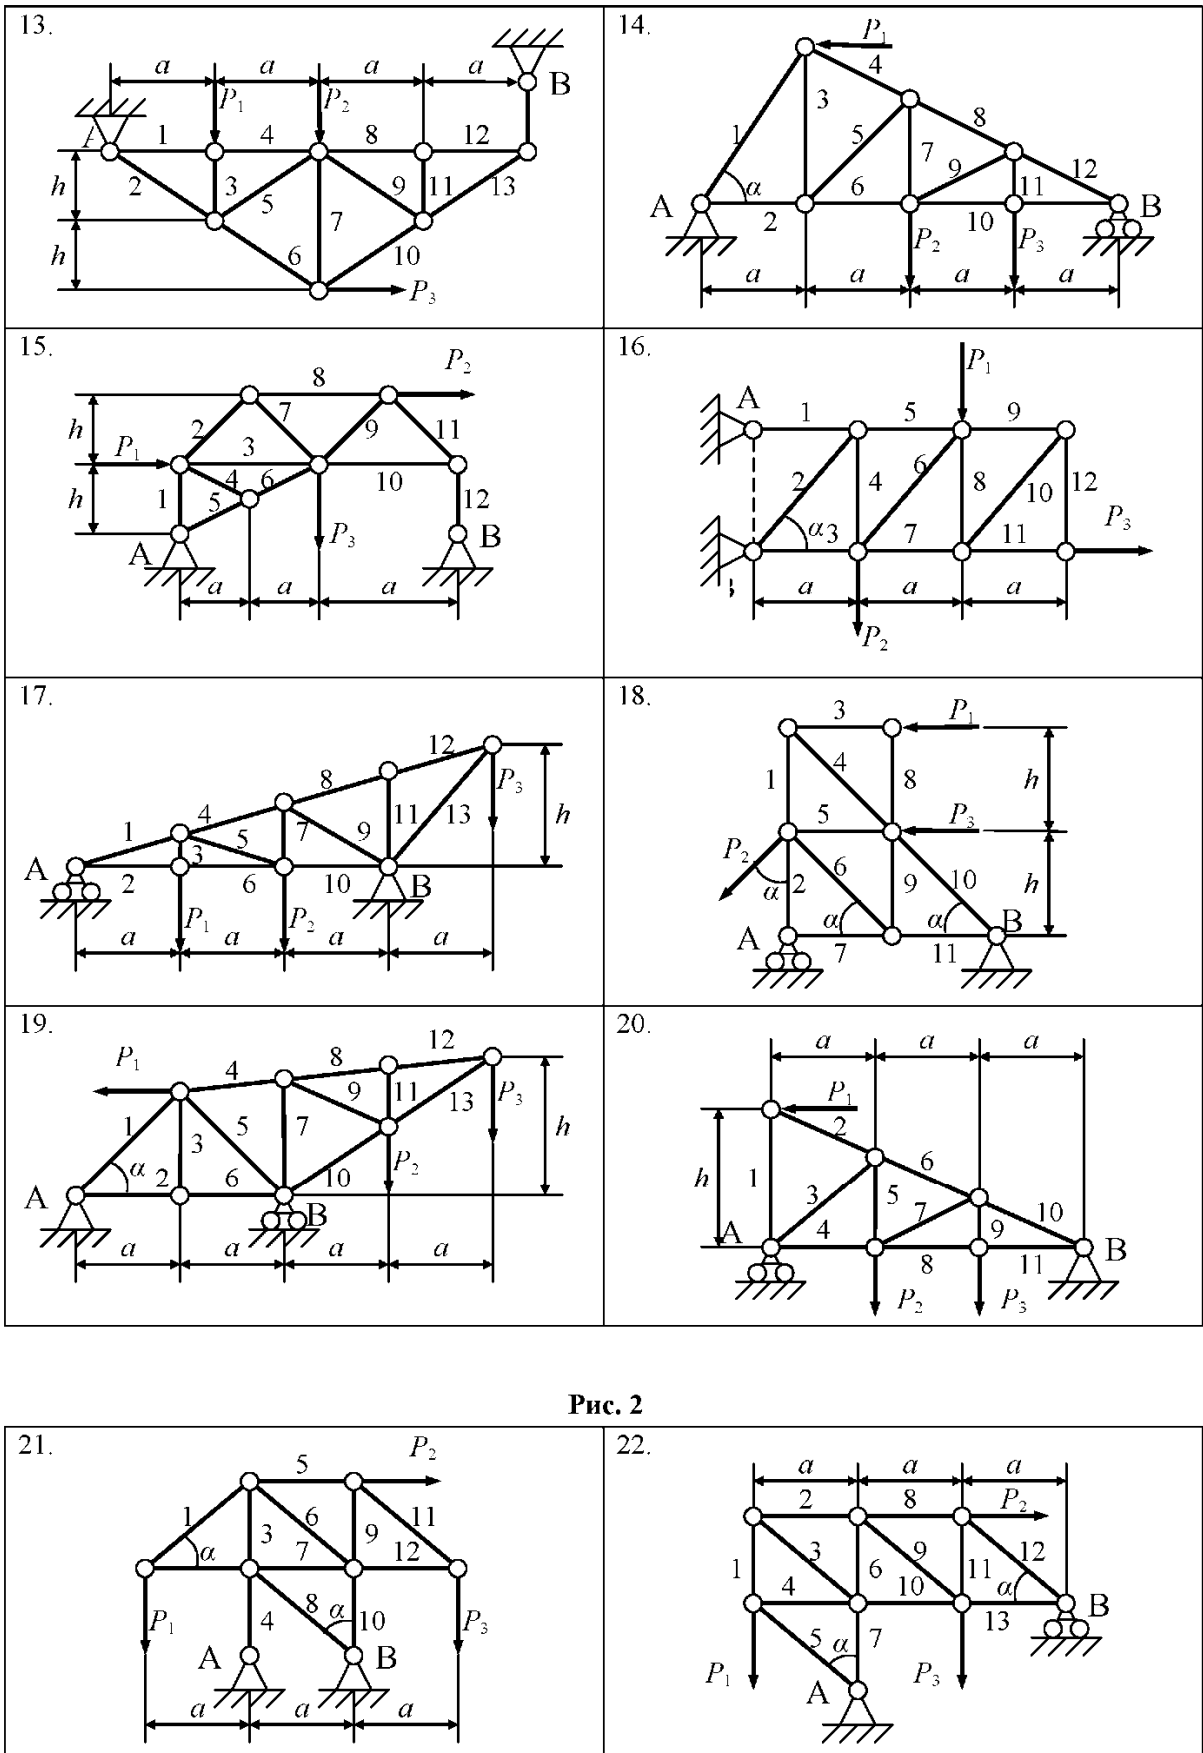 13.
a a a a
B
P₁ P₂
A 1 4 8 12
h 2 3 5 7 9 11 13
h 6 10
P₃
14.
P₁
4
3 8
1 5 7 9 12
α 11
A 2 6 10 B
P₂ P₃
a a a a
15.
P₂
8
h 2 7 9 11
P₁ 3
4 6 10
h 1 5 12
A P₃ B
a a a
16.
P₁
A 1 5 9
2 4 6 8 10 12
α 3 7 11 P₃
a a a
P₂
17.
12
8 P₃
4 11 13 h
1 5 7 9
A 3
2 6 10 B
P₁ P₂
a a a a
18.
3 P₁
1 4 8 h
5 P₃
P₂ 6 10
α 2 9 h
α α
A 7 11 B
19.
12
P₁ 4 8
9 11 P₃
1 3 5 7 13 h
α P₂
A 2 6 10
B
a a a a
20.
a a a
P₁
2
h 1 6
3 5 7 10
9
A 4 8 11 B
P₂ P₃
Рис. 2
21.
5 P₂
1 3 6 9 11
α 7 12
P₁ 4 8 α 10 P₃
A B
a a a
22.
a a a
2 8 P₂
1 3 6 9 11 12
4 10 α
13 B
5 α 7
P₁ A P₃